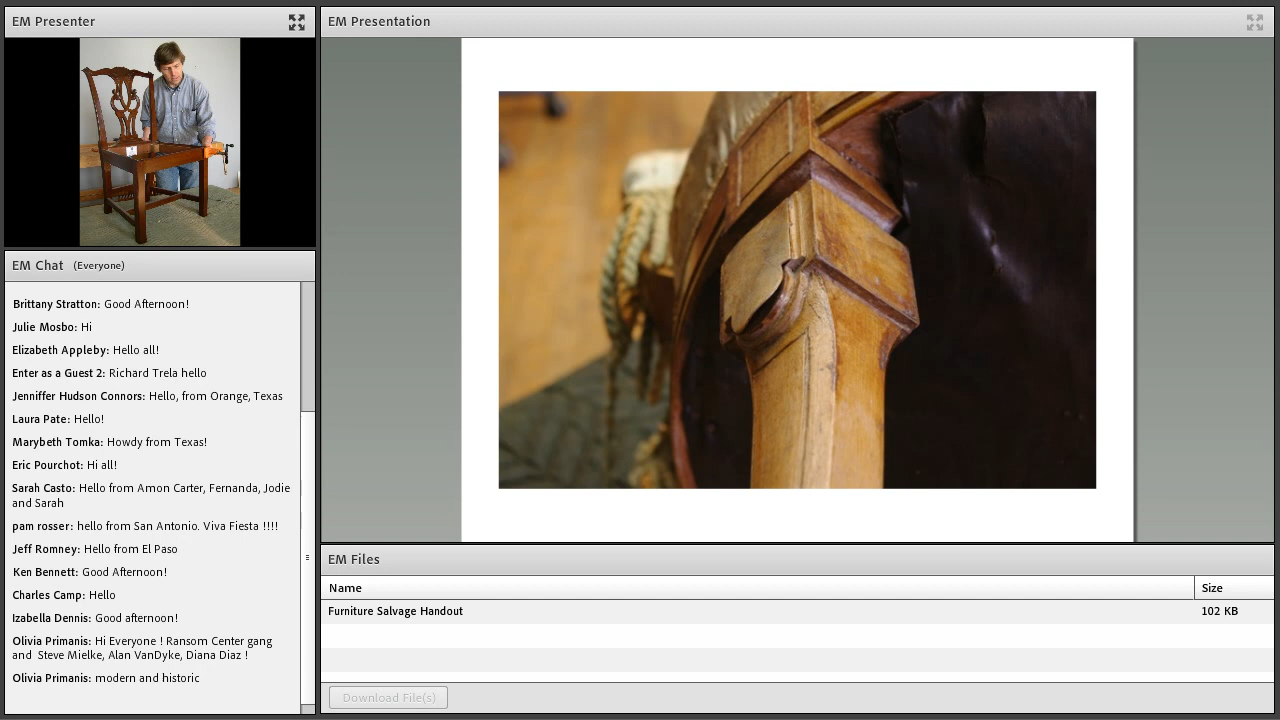 EM Presenter
EM Chat (Everyone)
Brittany Stratton: Good Afternoon!
Julie Mosbo: Hi
Elizabeth Appleby: Hello all!
Enter as a Guest 2: Richard Trela hello
Jenniffer Hudson Connors: Hello, from Orange, Texas
Laura Pate: Hello!
Marybeth Tomka: Howdy from Texas!
Eric Pourchot: Hi all!
Sarah Casto: Hello from Amon Carter, Fernanda, Jodie
and Sarah
pam rosser: hello from San Antonio. Viva Fiesta !!!!
Jeff Romney: Hello from El Paso
Ken Bennett: Good Afternoon!
Charles Camp: Hello
Izabella Dennis: Good afternoon!
Olivia Primanis: Hi Everyone ! Ransom Center gang
and  Steve Mielke, Alan VanDyke, Diana Diaz !
Olivia Primanis: modern and historic
EM Presentation
EM Files
Name Size
Furniture Salvage Handout 102 KB
Download File(s)